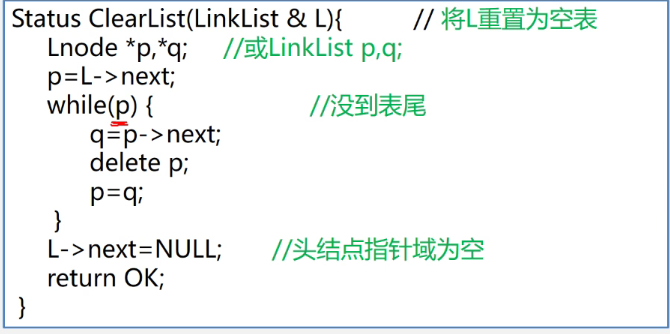 Status ClearList(LinkList & L){ // 将L重置为空表
Lnode *p,*q; //或LinkList p,q;
p=L->next;
while(p) { //没到表尾
q=p->next;
delete p;
p=q;
}
L->next=NULL; //头结点指针域为空
return OK;
}